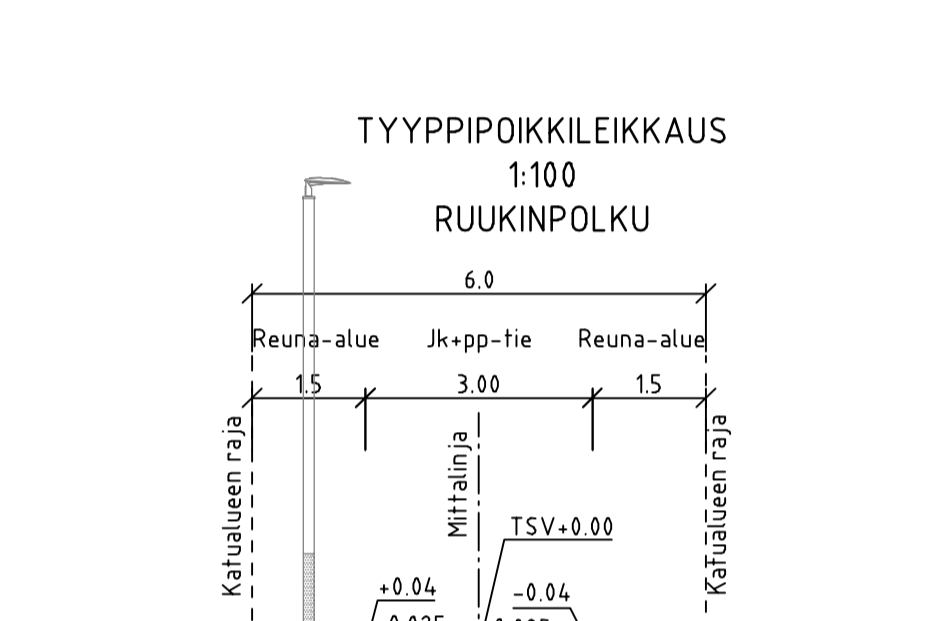 TYYPPIPOIKKILEIKKAUS
1:100
RUUKINPOLKU
6.0
Reuna-alue Jk+pp-tie Reuna-alue
1.5 3.00 1.5
Katualueen raja
Mittalinja
Katualueen raja
TSV+0.00
+0.04
-0.04